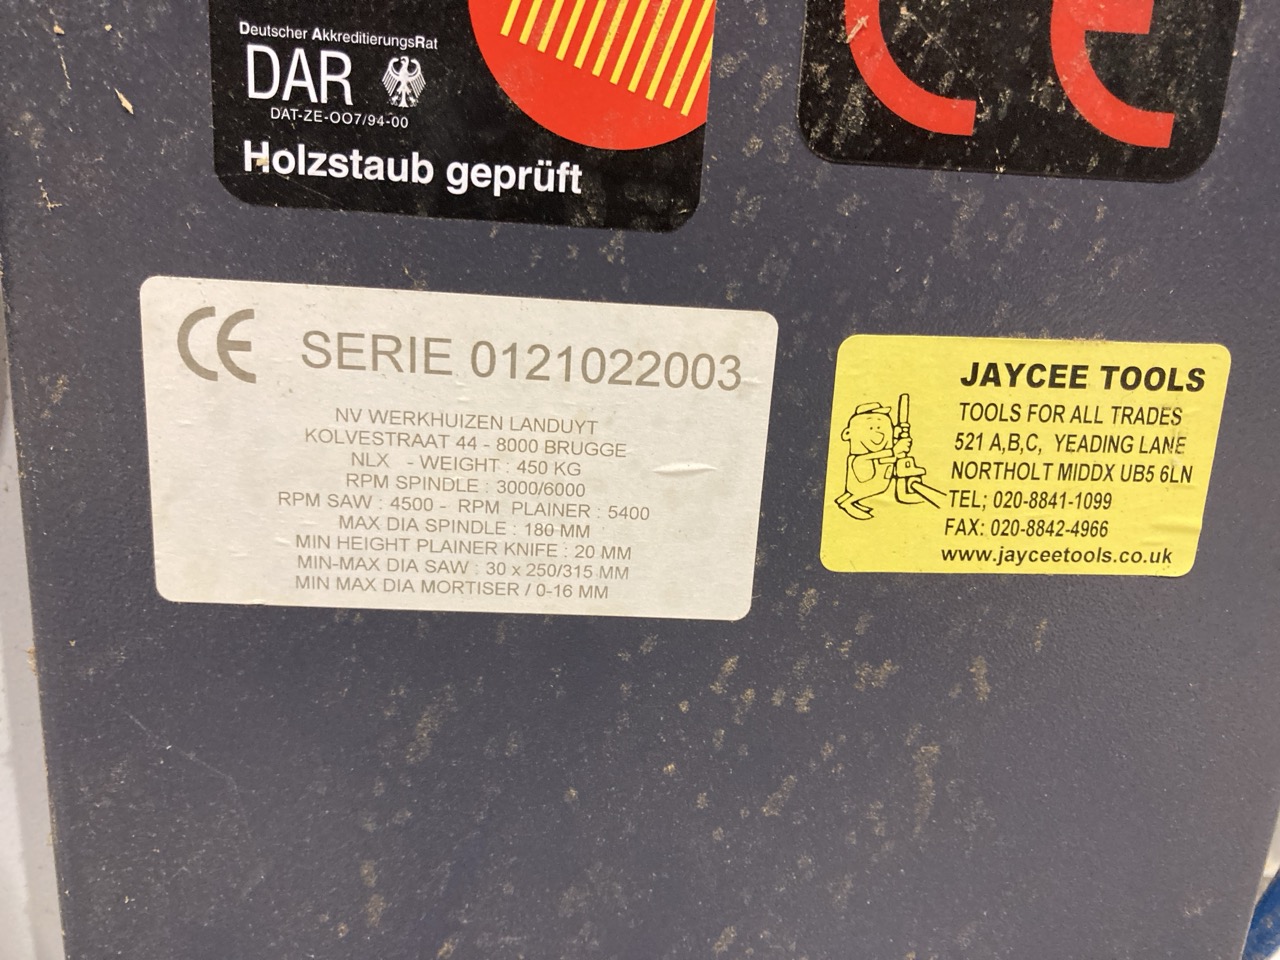 Deutscher AkkreditierungsRat
DAR
DAT-ZE-OO7/94-00
Holzstaub geprüft
CE
CE SERIE 0121022003
NV WERKHUIZEN LANDUYT
KOLVESTRAAT 44 - 8000 BRUGGE
NLX - WEIGHT : 450 KG
RPM SPINDLE : 3000/6000
RPM SAW : 4500 - RPM PLAINER : 5400
MAX DIA SPINDLE : 180 MM
MIN HEIGHT PLAINER KNIFE : 20 MM
MIN-MAX DIA SAW : 30 x 250/315 MM
MIN MAX DIA MORTISER / 0-16 MM
JAYCEE TOOLS
TOOLS FOR ALL TRADES
521 A,B,C, YEADING LANE
NORTHOLT MIDDX UB5 6LN
TEL; 020-8841-1099
FAX: 020-8842-4966
www.jayceetools.co.uk